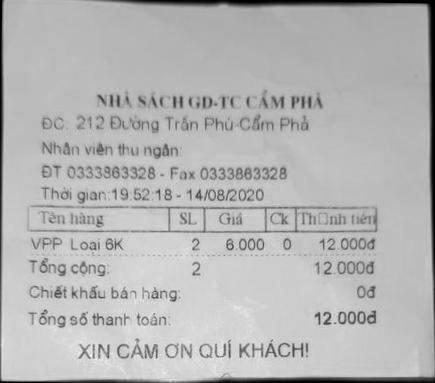 NHÀ SÁCH GD-TC CẨM PHẢ
ĐC: 212 Đường Trần Phú-Cẩm Phả
Nhân viên thu ngân:
ĐT 0333863328 - Fax 0333863328
Thời gian:19:52:18 - 14/08/2020
Tên hàng SL Giá Ck Th□nh tiền
VPP Loại 6K 2 6.000 0 12.000đ
Tổng cộng: 2 12.000đ
Chiết khấu bán hàng: 0đ
Tổng số thanh toán: 12.000đ
XIN CẢM ƠN QUÍ KHÁCH!